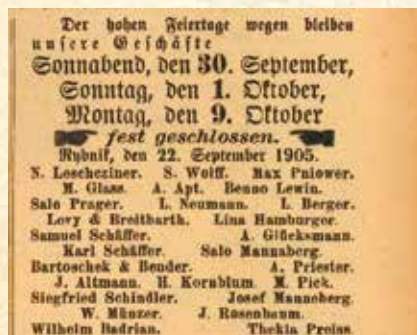 Der hohen Feiertage wegen bleiben
unsere Geschäfte
Sonnabend, den 30. September,
Sonntag, den 1. Oktober,
Montag, den 9. Oktober
fest geschlossen.
Rybnik, den 22. September 1905.
N. Loscheziner. S. Wolff. Max Pniower.
M. Glass. A. Apt. Benno Lewin.
Salo Prager. L. Neumann. I. Berger.
Levy & Breitbarth. Lina Hamburger.
Samuel Schäffer. A. Glücksmann.
Karl Schäffer. Salo Mannaberg.
Bartoschek & Bender. A. Priester.
J. Altmann. H. Kornblum. M. Pick.
Siegfried Schindler. Josef Manneberg.
W. Münzer. J. Rosenbaum.
Wilhelm Badrian. Thekla Preiss.